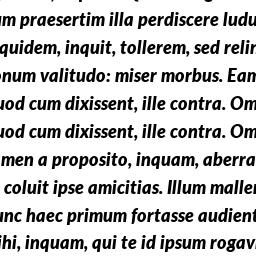 um praesertim illa perdiscere ludu
quidem, inquit, tollerem, sed relin
onum valitudo: miser morbus. Eam
uod cum dixissent, ille contra. Om
uod cum dixissent, ille contra. Om
men a proposito, inquam, aberra
coluit ipse amicitias. Illum maller
unc haec primum fortasse audient
ihi, inquam, qui te id ipsum rogavi